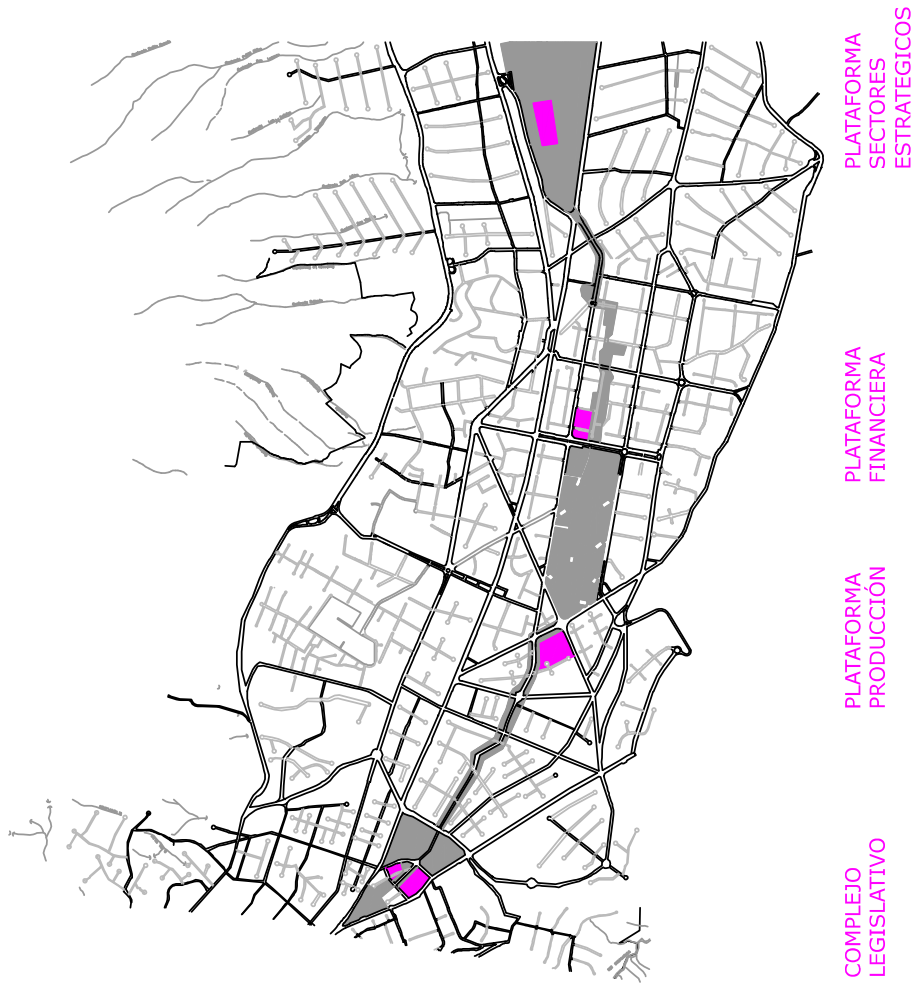 PLATAFORMA
SECTORES
ESTRATEGICOS
PLATAFORMA
FINANCIERA
PLATAFORMA
PRODUCCIÓN
COMPLEJO
LEGISLATIVO